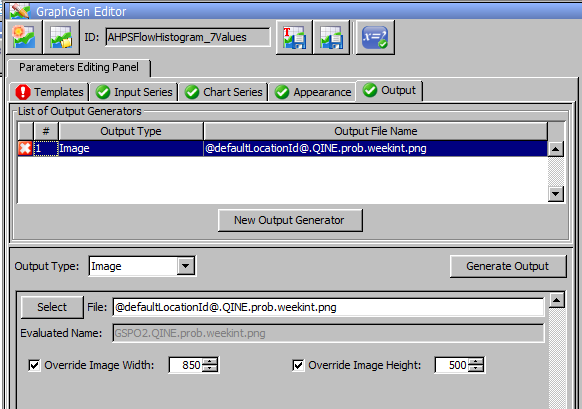 GraphGen Editor
ID: AHPSFlowHistogram_7Values
T
x=?
Parameters Editing Panel
Templates Input Series Chart Series Appearance Output
List of Output Generators
# Output Type Output File Name
1 Image @defaultLocationId@.QINE.prob.weekint.png
New Output Generator
Output Type: Image Generate Output
Select File: @defaultLocationId@.QINE.prob.weekint.png
Evaluated Name: GSPO2.QINE.prob.weekint.png
Override Image Width: 850 Override Image Height: 500